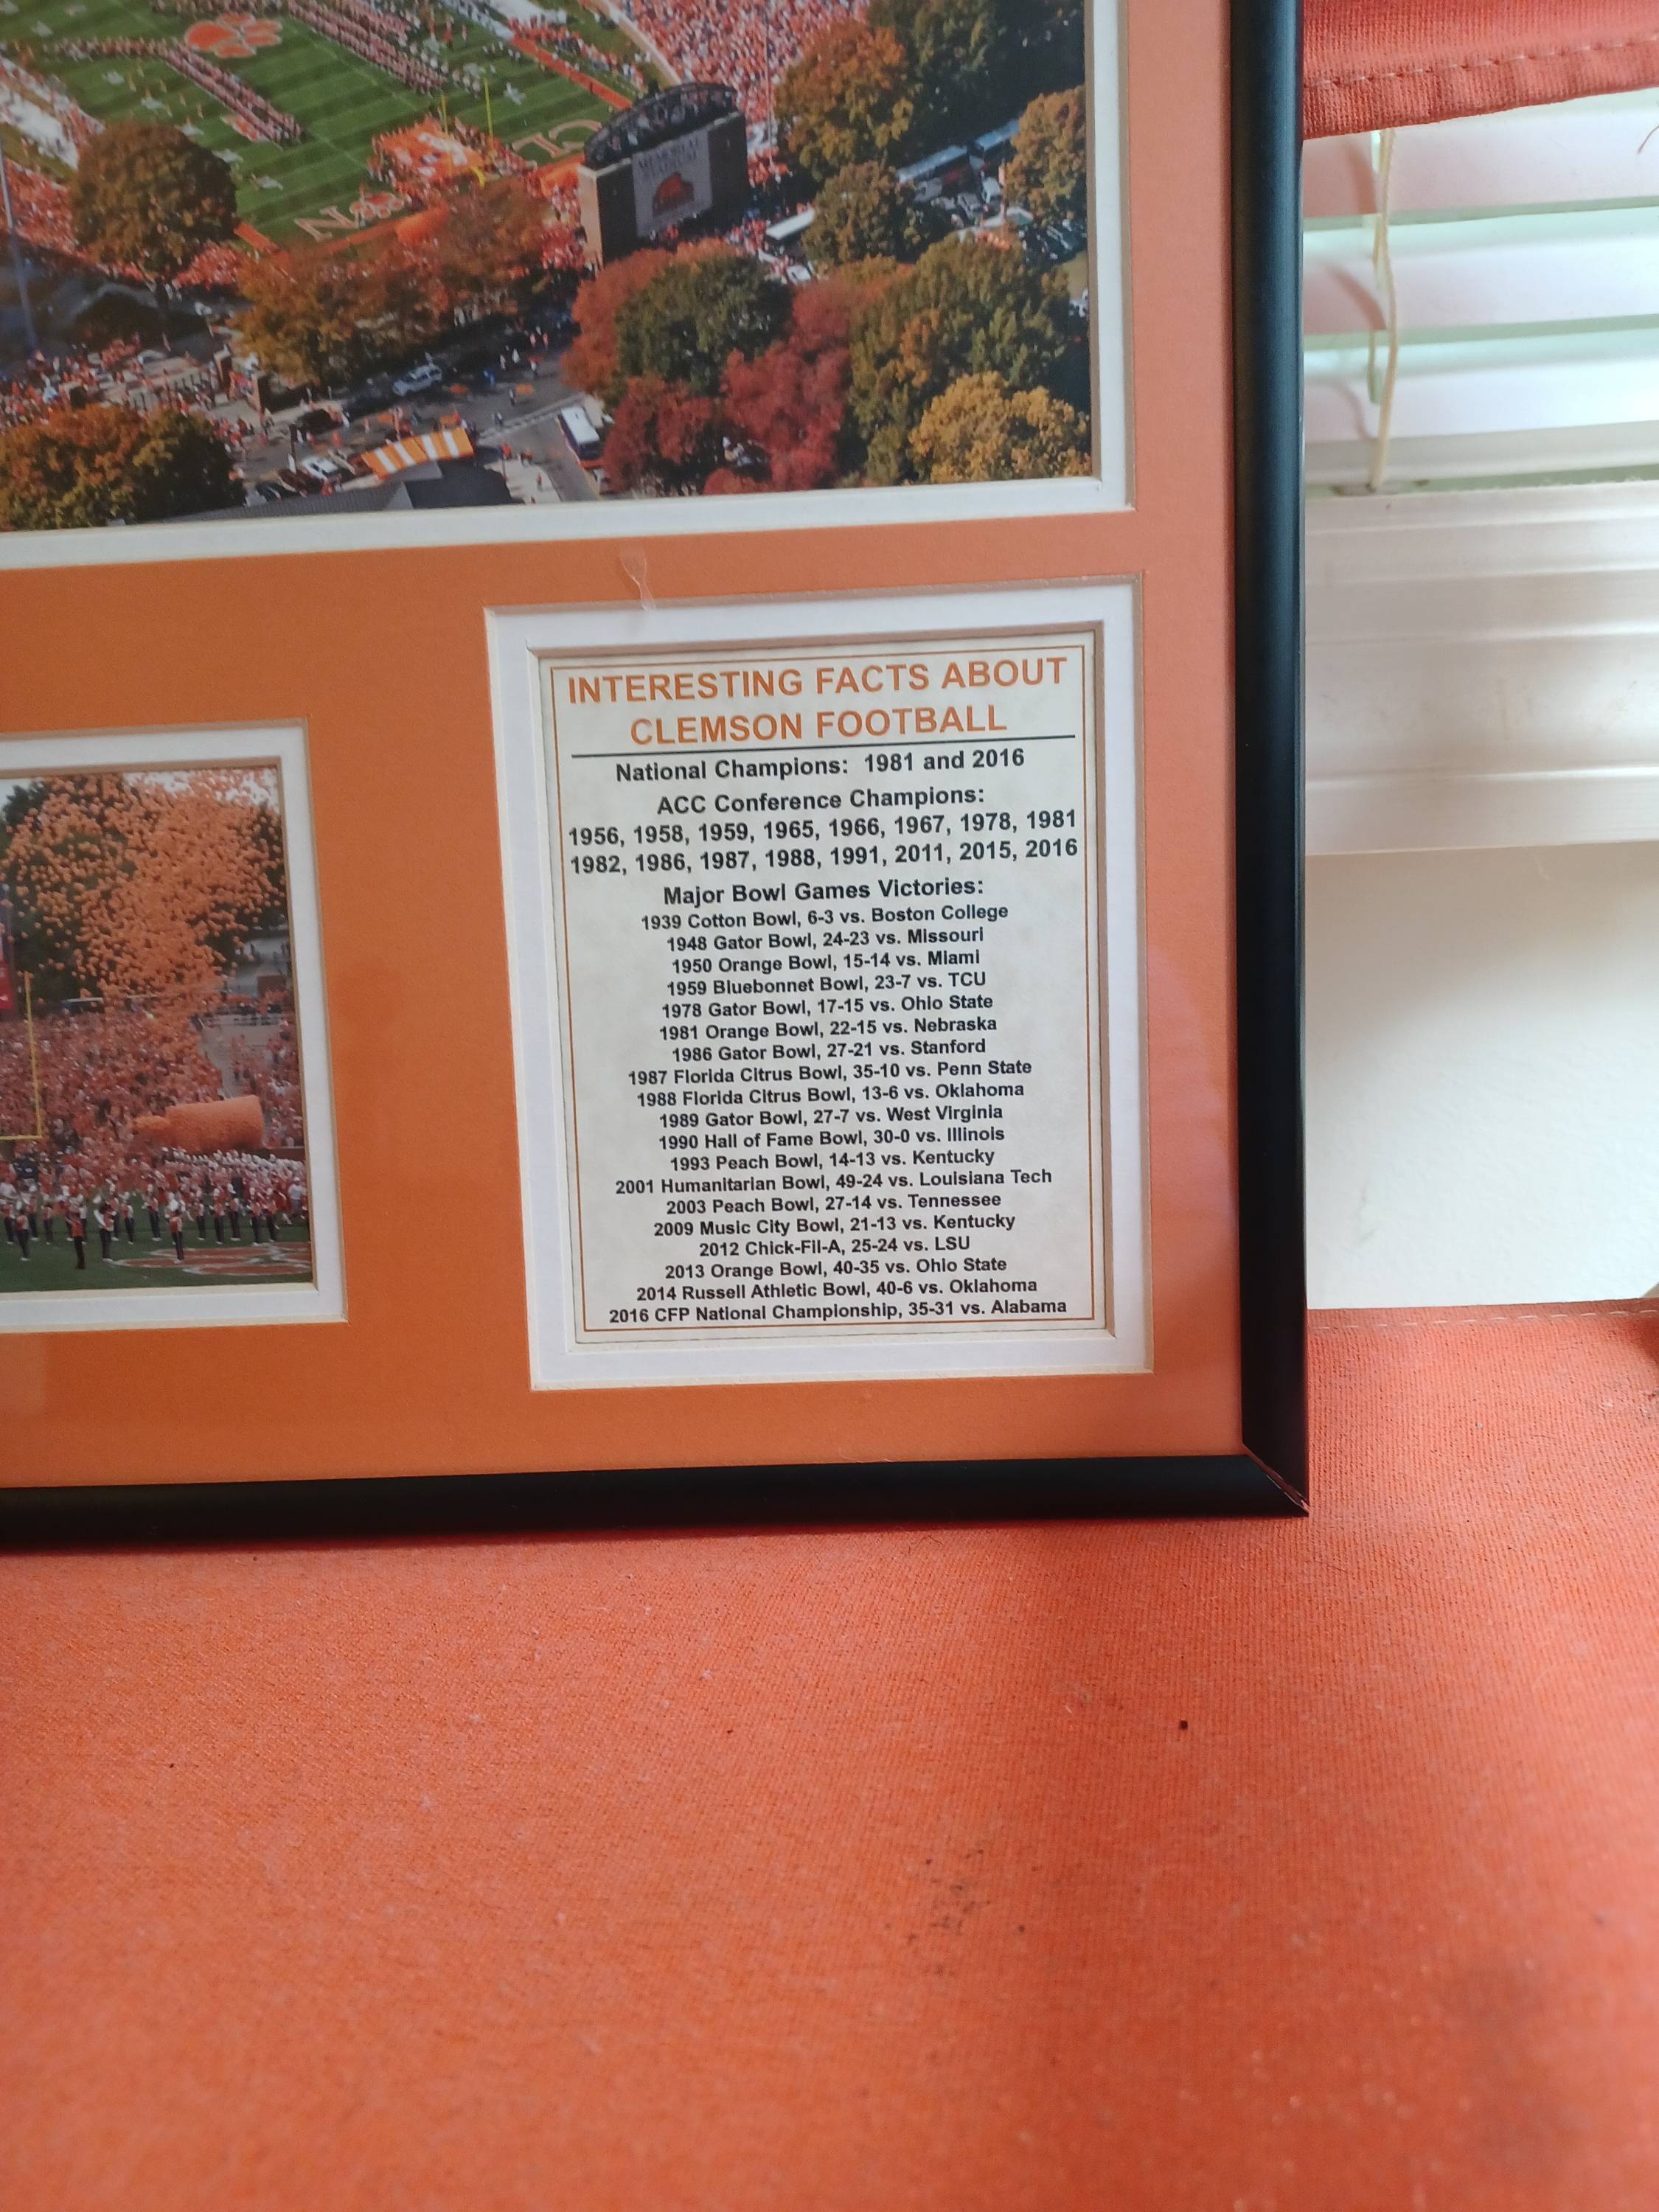 MEMORIAL
STADIUM
INTERESTING FACTS ABOUT
CLEMSON FOOTBALL
National Champions: 1981 and 2016
ACC Conference Champions:
1956, 1958, 1959, 1965, 1966, 1967, 1978, 1981
1982, 1986, 1987, 1988, 1991, 2011, 2015, 2016
Major Bowl Games Victories:
1939 Cotton Bowl, 6-3 vs. Boston College
1948 Gator Bowl, 24-23 vs. Missouri
1950 Orange Bowl, 15-14 vs. Miami
1959 Bluebonnet Bowl, 23-7 vs. TCU
1978 Gator Bowl, 17-15 vs. Ohio State
1981 Orange Bowl, 22-15 vs. Nebraska
1986 Gator Bowl, 27-21 vs. Stanford
1987 Florida Citrus Bowl, 35-10 vs. Penn State
1988 Florida Citrus Bowl, 13-6 vs. Oklahoma
1989 Gator Bowl, 27-7 vs. West Virginia
1990 Hall of Fame Bowl, 30-0 vs. Illinois
1993 Peach Bowl, 14-13 vs. Kentucky
2001 Humanitarian Bowl, 49-24 vs. Louisiana Tech
2003 Peach Bowl, 27-14 vs. Tennessee
2009 Music City Bowl, 21-13 vs. Kentucky
2012 Chick-Fil-A, 25-24 vs. LSU
2013 Orange Bowl, 40-35 vs. Ohio State
2014 Russell Athletic Bowl, 40-6 vs. Oklahoma
2016 CFP National Championship, 35-31 vs. Alabama